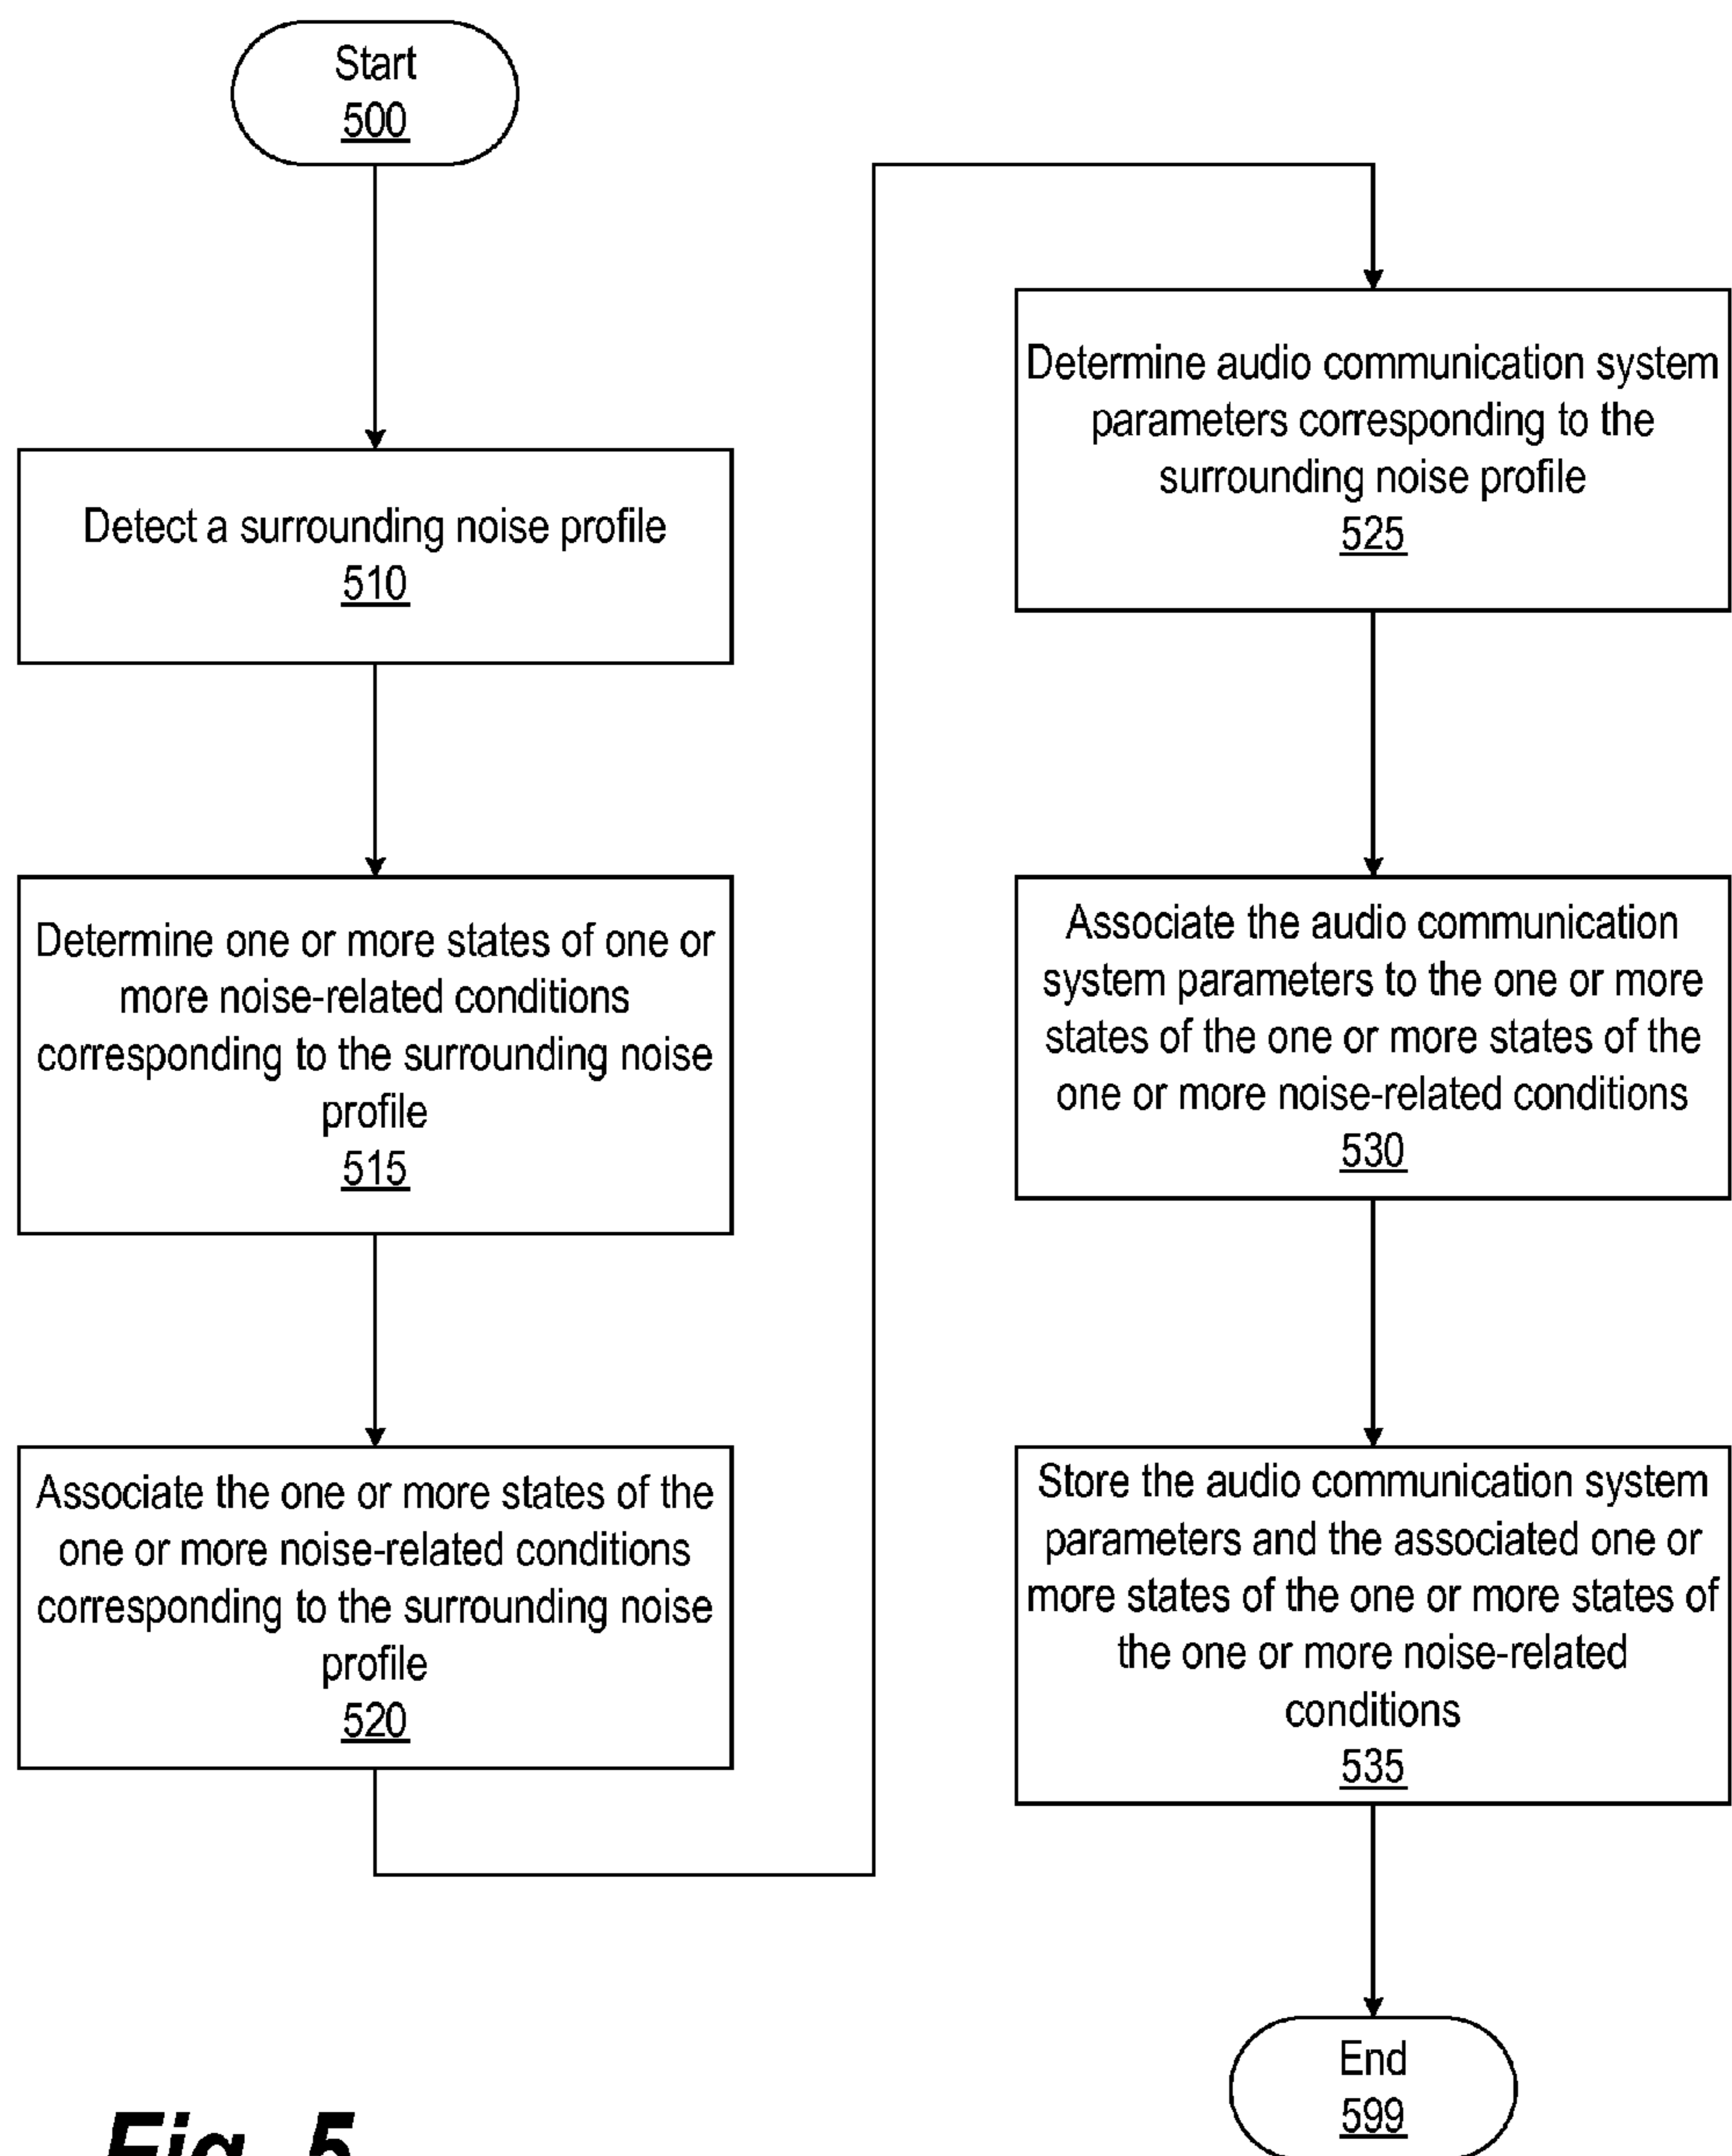 Start
500
Detect a surrounding noise profile
510
Determine one or more states of one or
more noise-related conditions
corresponding to the surrounding noise
profile
515
Associate the one or more states of the
one or more noise-related conditions
corresponding to the surrounding noise
profile
520
Determine audio communication system
parameters corresponding to the
surrounding noise profile
525
Associate the audio communication
system parameters to the one or more
states of the one or more states of the
one or more noise-related conditions
530
Store the audio communication system
parameters and the associated one or
more states of the one or more states of
the one or more noise-related
conditions
535
End
599
Fig. 5